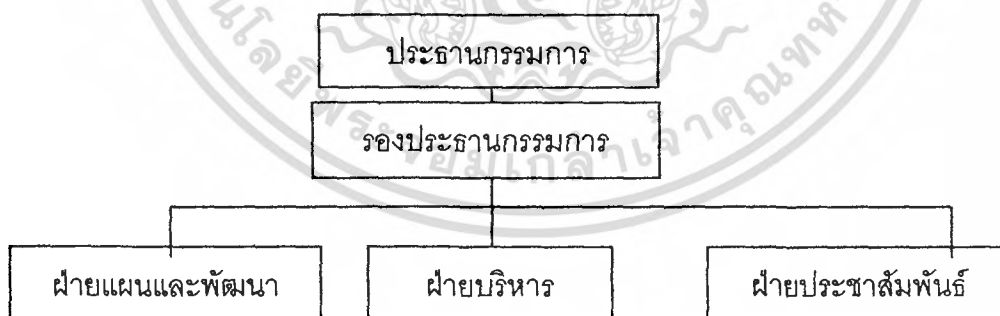 ประธานกรรมการ
รองประธานกรรมการ
ฝ่ายแผนและพัฒนา ฝ่ายบริหาร ฝ่ายประชาสัมพันธ์